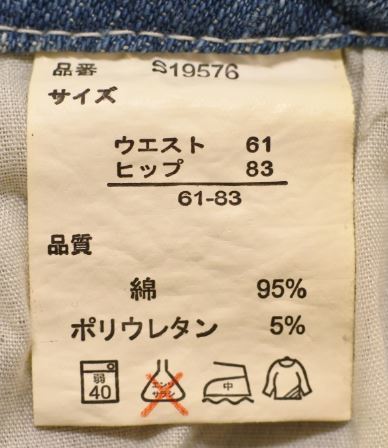 品番 S19576
サイズ
ウエスト 61
ヒップ 83
61-83
品質
綿 95%
ポリウレタン 5%
弱 40 エンソ サラシ 中